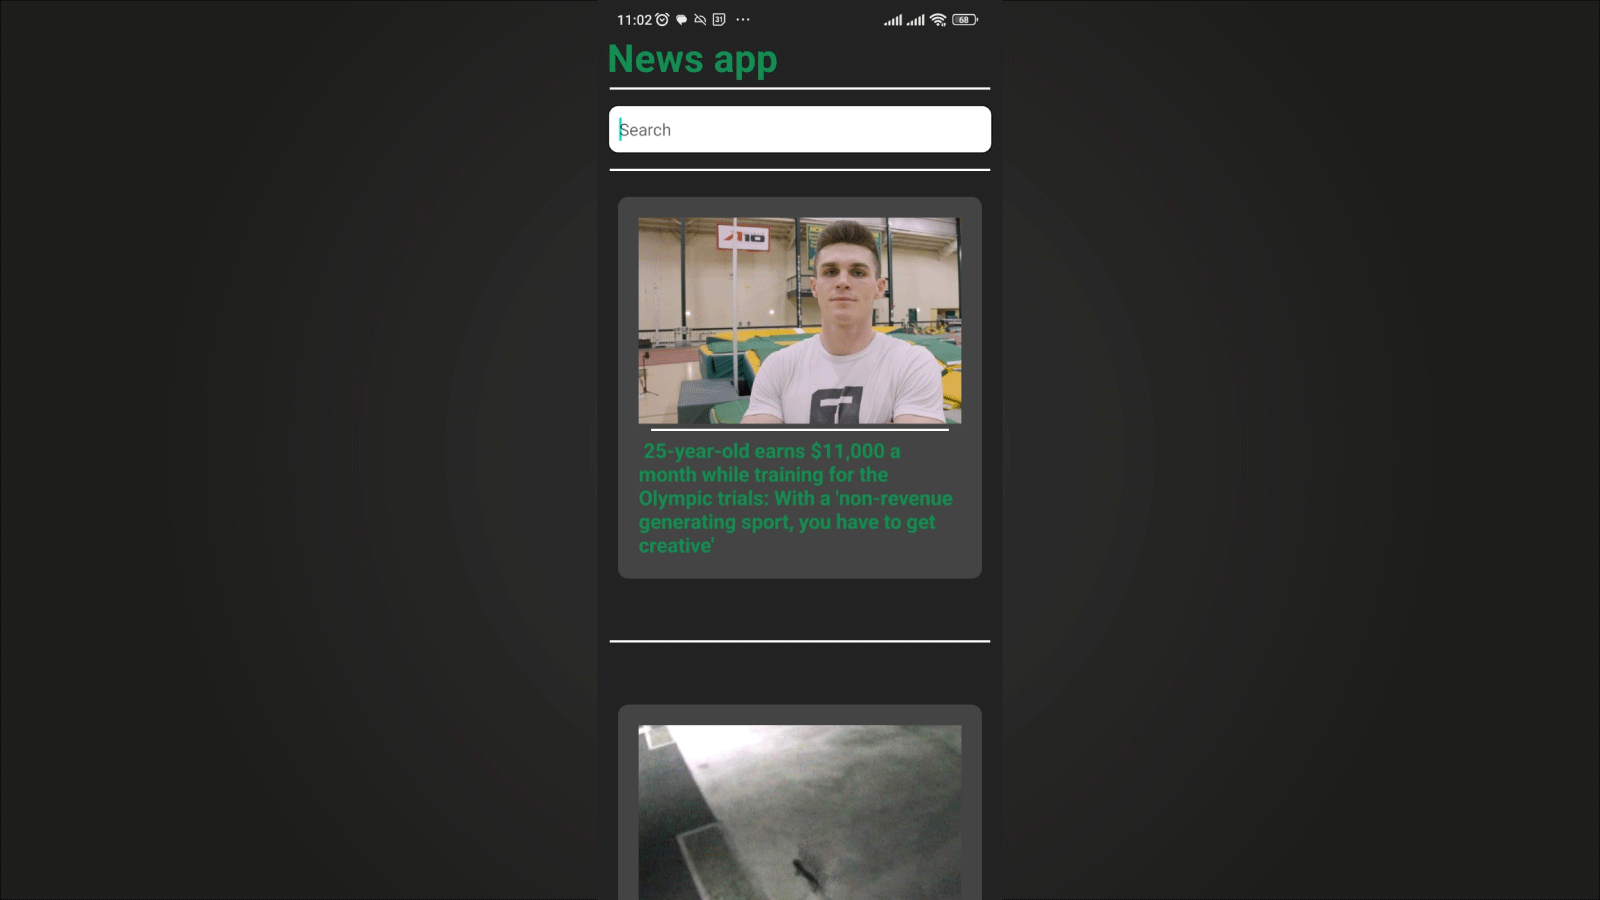 11:02
31
68
News app
Search
A10
25-year-old earns $11,000 a
month while training for the
Olympic trials: With a 'non-revenue
generating sport, you have to get
creative'